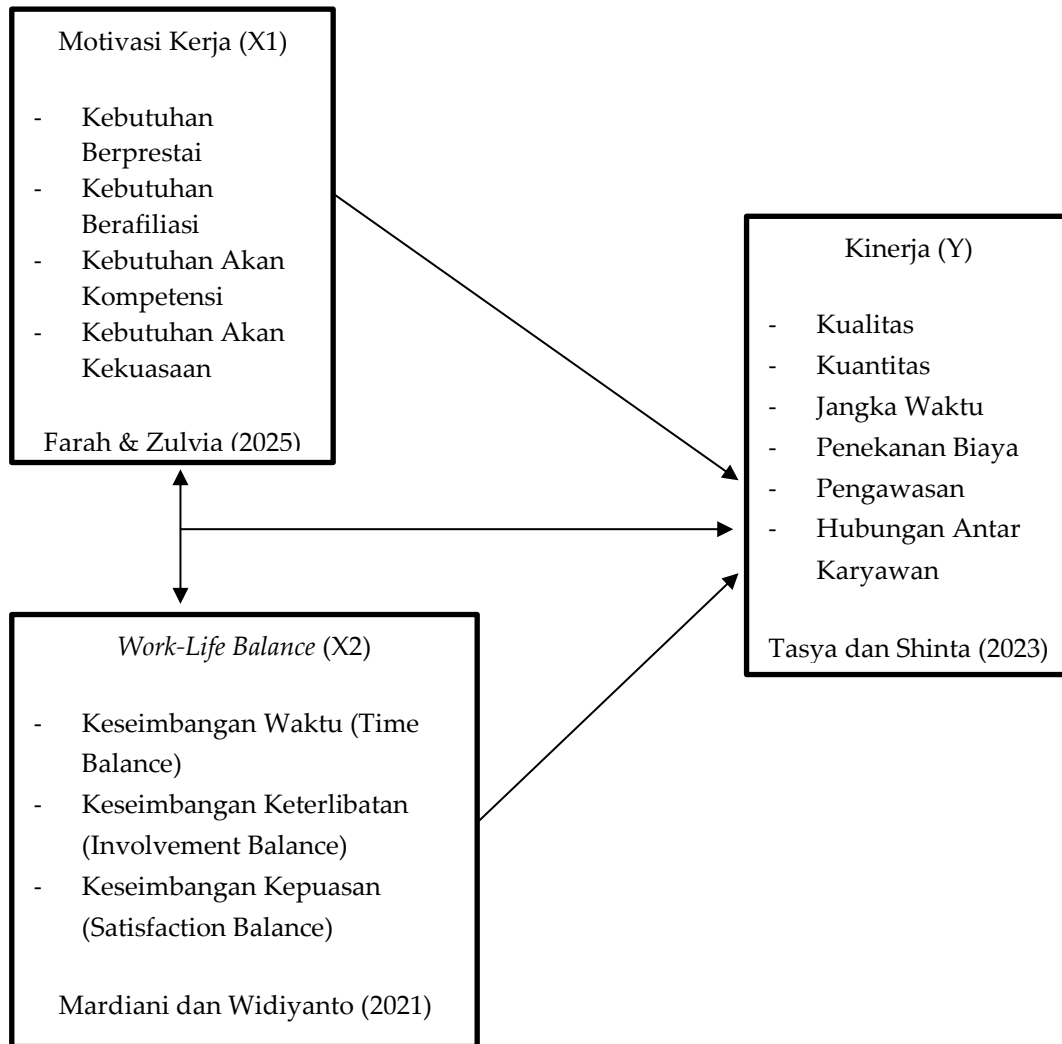 Motivasi Kerja (X1)
- Kebutuhan
Berprestai
- Kebutuhan
Berafiliasi
- Kebutuhan Akan
Kompetensi
- Kebutuhan Akan
Kekuasaan
Farah & Zulvia (2025)
Work-Life Balance (X2)
- Keseimbangan Waktu (Time
Balance)
- Keseimbangan Keterlibatan
(Involvement Balance)
- Keseimbangan Kepuasan
(Satisfaction Balance)
Mardiani dan Widiyanto (2021)
Kinerja (Y)
- Kualitas
- Kuantitas
- Jangka Waktu
- Penekanan Biaya
- Pengawasan
- Hubungan Antar
Karyawan
Tasya dan Shinta (2023)